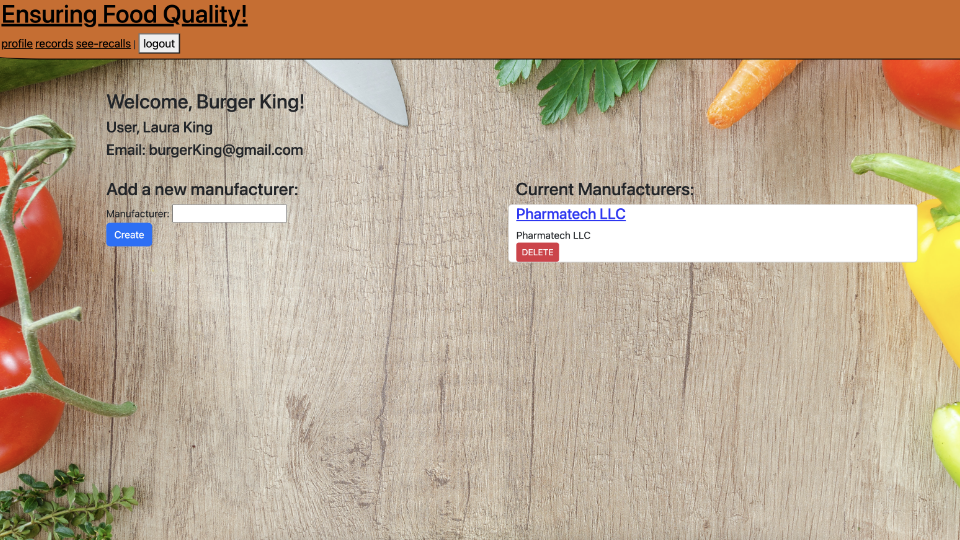 Ensuring Food Quality!
profile records see-recalls | logout
Welcome, Burger King!
User, Laura King
Email: burgerKing@gmail.com
Add a new manufacturer:
Manufacturer:
Create
Current Manufacturers:
Pharmatech LLC
Pharmatech LLC
DELETE